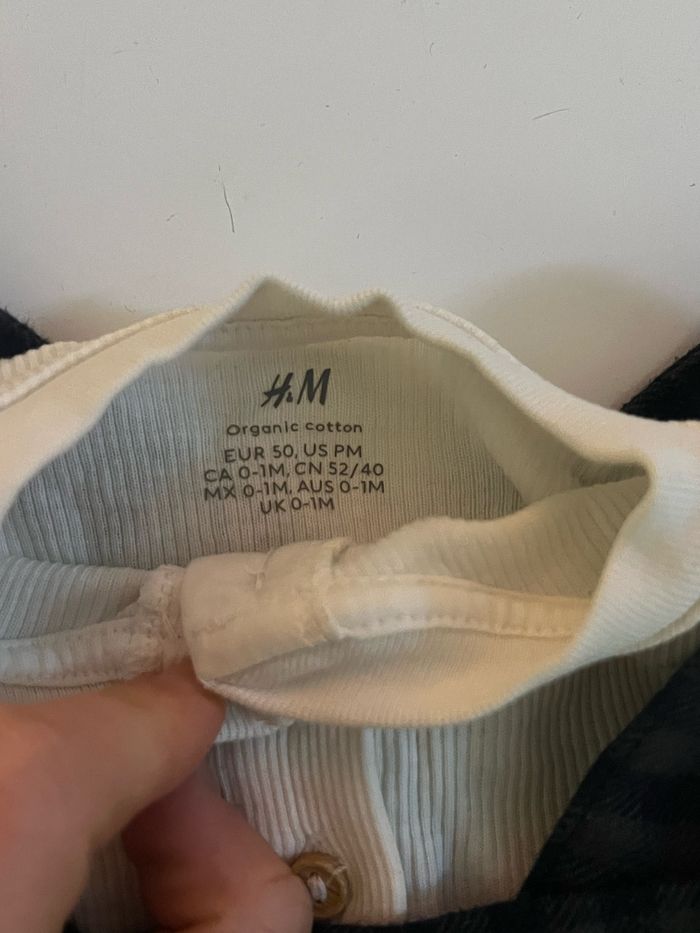 H&M
Organic cotton
EUR 50, US PM
CA 0-1M, CN 52/40
MX 0-1M, AUS 0-1M
UK 0-1M